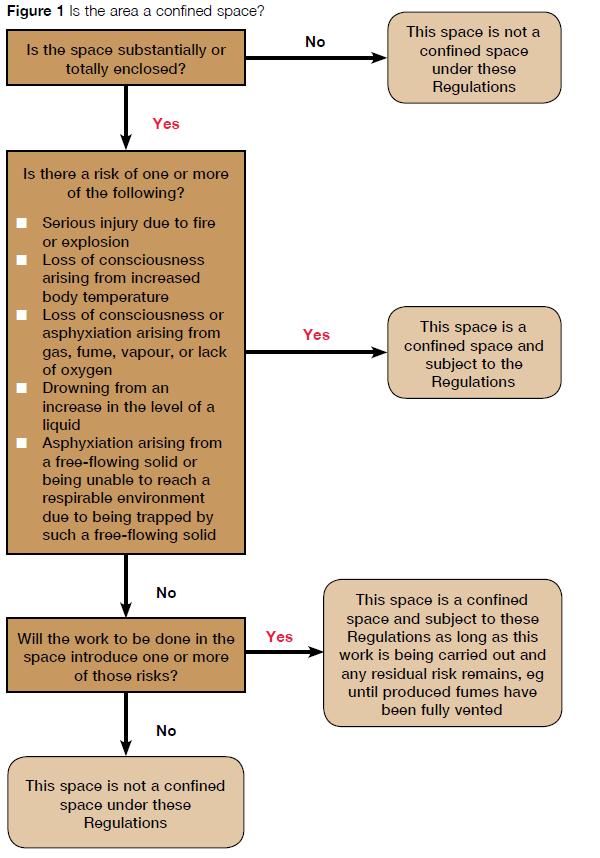 Figure 1 Is the area a confined space?
Is the space substantially or
totally enclosed?
No
This space is not a
confined space
under these
Regulations
Yes
Is there a risk of one or more
of the following?
Serious injury due to fire
or explosion
Loss of consciousness
arising from increased
body temperature
Loss of consciousness or
asphyxiation arising from
gas, fume, vapour, or lack
of oxygen
Drowning from an
increase in the level of a
liquid
Asphyxiation arising from
a free-flowing solid or
being unable to reach a
respirable environment
due to being trapped by
such a free-flowing solid
Yes
This space is a
confined space and
subject to the
Regulations
No
Will the work to be done in the
space introduce one or more
of those risks?
Yes
This space is a confined
space and subject to these
Regulations as long as this
work is being carried out and
any residual risk remains, eg
until produced fumes have
been fully vented
No
This space is not a confined
space under these
Regulations